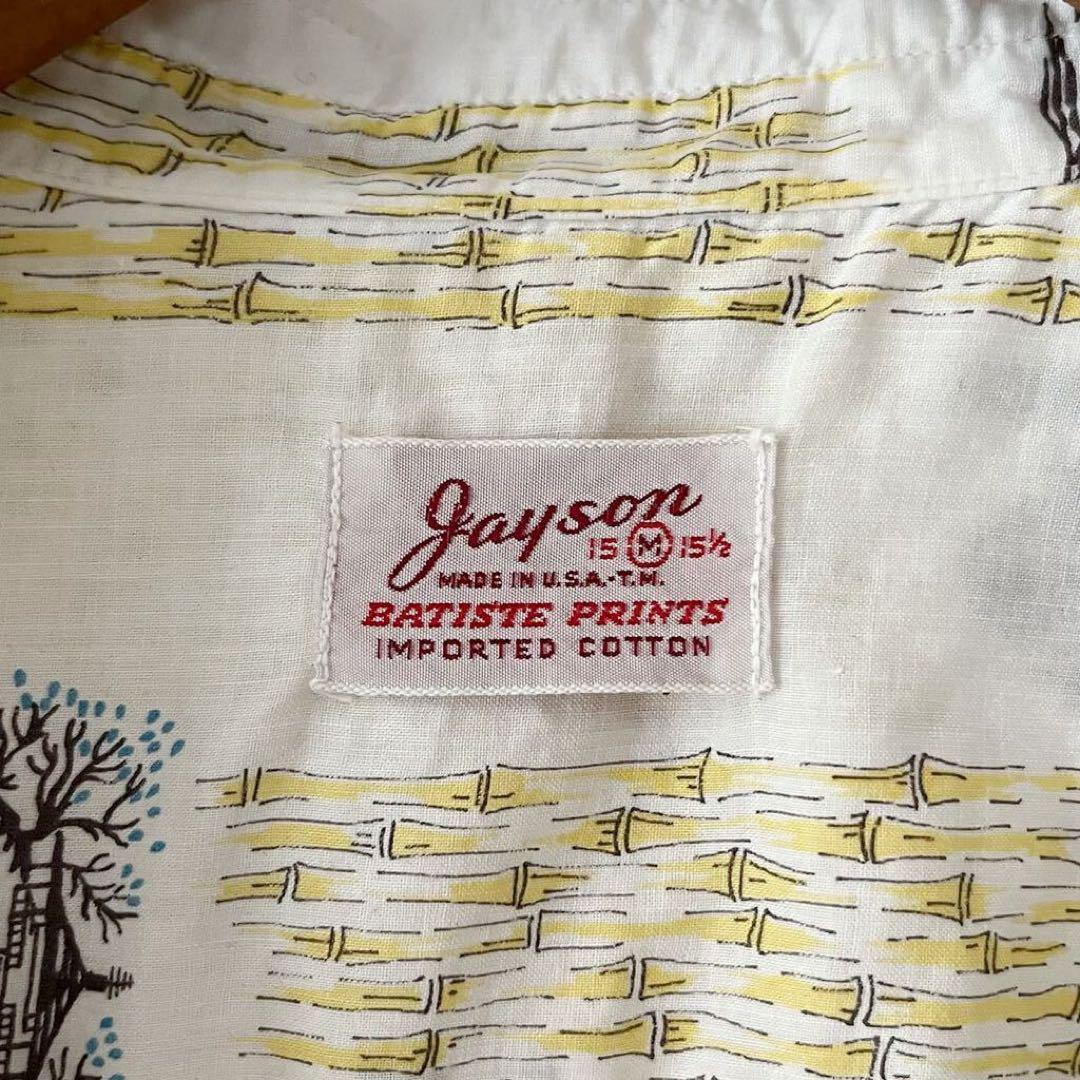 Jayson
15 M 15½
MADE IN U.S.A.-T.M.
BATISTE PRINTS
IMPORTED COTTON